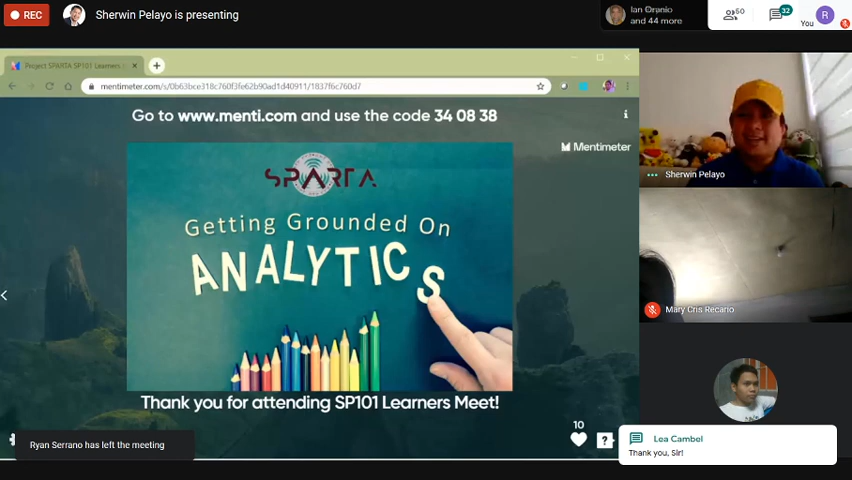 REC
Sherwin Pelayo is presenting
Ian Oranio
and 44 more
50
32
You
R
Project SPARTA SP101 Learners
mentimeter.com/s/0b63bce318c760f3fe62b90ad1d40911/1837f6c760d7
Go to www.menti.com and use the code 34 08 38
Mentimeter
SPARTA
Getting Grounded On
ANALYTICS
Thank you for attending SP101 Learners Meet!
10
Sherwin Pelayo
Mary Cris Recario
Ryan Serrano has left the meeting
Lea Cambel
Thank you, Sir!